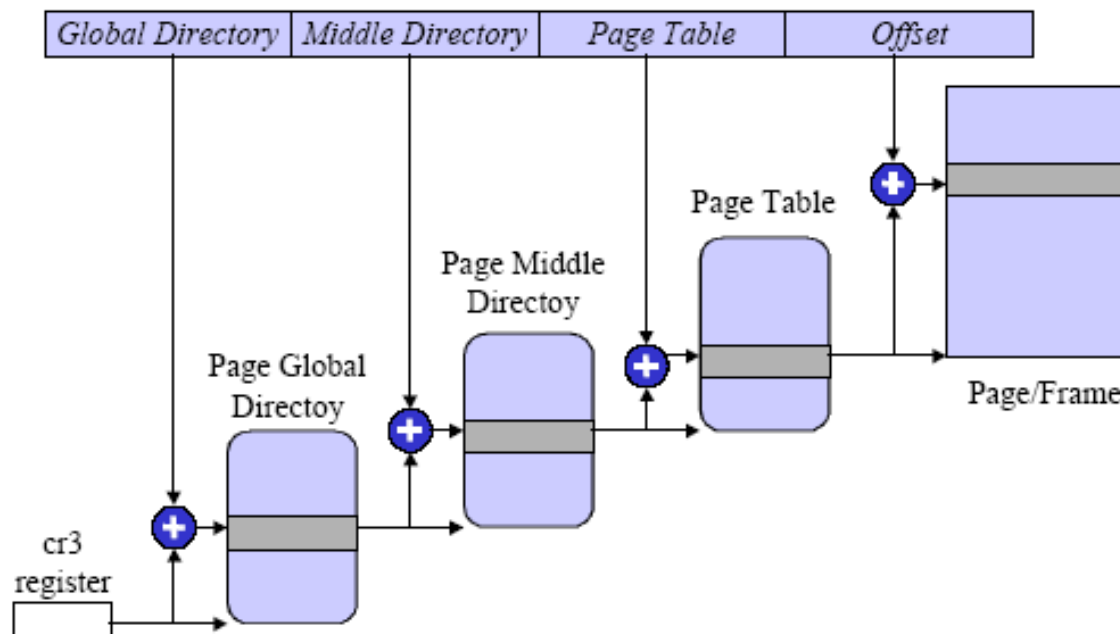 Global Directory Middle Directory Page Table Offset
Page Table
Page Middle
Directoy
Page Global
Directoy
Page/Frame
cr3
register